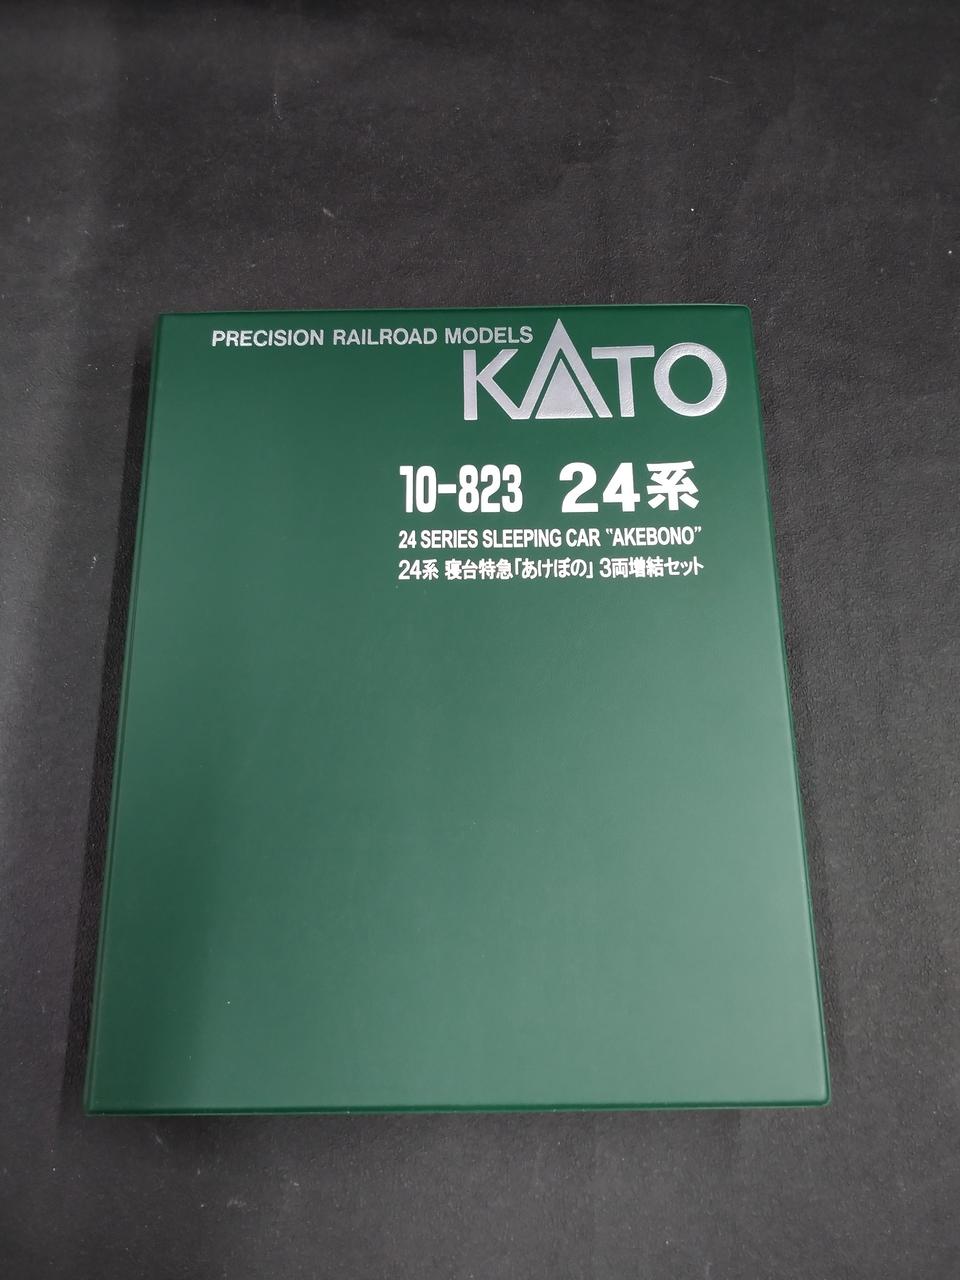 PRECISION RAILROAD MODELS
KATO
10-823 24系
24 SERIES SLEEPING CAR "AKEBONO"
24系 寝台特急「あけぼの」 3両増結セット